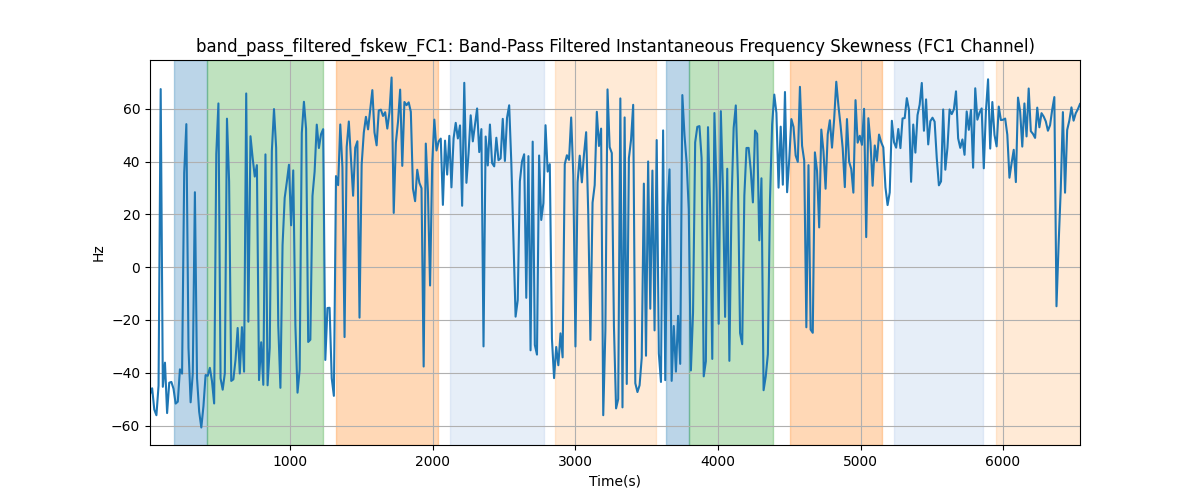 band_pass_filtered_fskew_FC1: Band-Pass Filtered Instantaneous Frequency Skewness (FC1 Channel)
60
40
20
0
−20
−40
−60
Hz
1000 2000 3000 4000 5000 6000
Time(s)